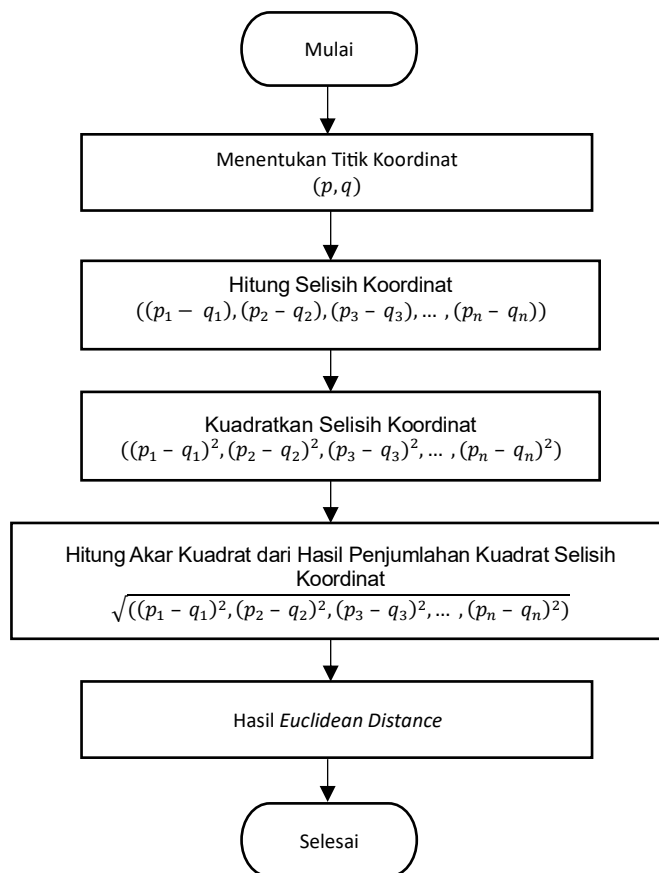 Mulai
Menentukan Titik Koordinat
(𝑝, 𝑞)
Hitung Selisih Koordinat
((𝑝₁ − 𝑞₁), (𝑝₂ − 𝑞₂), (𝑝₃ − 𝑞₃), … , (𝑝ₙ − 𝑞ₙ))
Kuadratkan Selisih Koordinat
((𝑝₁ − 𝑞₁)², (𝑝₂ − 𝑞₂)², (𝑝₃ − 𝑞₃)², … , (𝑝ₙ − 𝑞ₙ)²)
Hitung Akar Kuadrat dari Hasil Penjumlahan Kuadrat Selisih
Koordinat
√((𝑝₁ − 𝑞₁)², (𝑝₂ − 𝑞₂)², (𝑝₃ − 𝑞₃)², … , (𝑝ₙ − 𝑞ₙ)²)
Hasil Euclidean Distance
Selesai